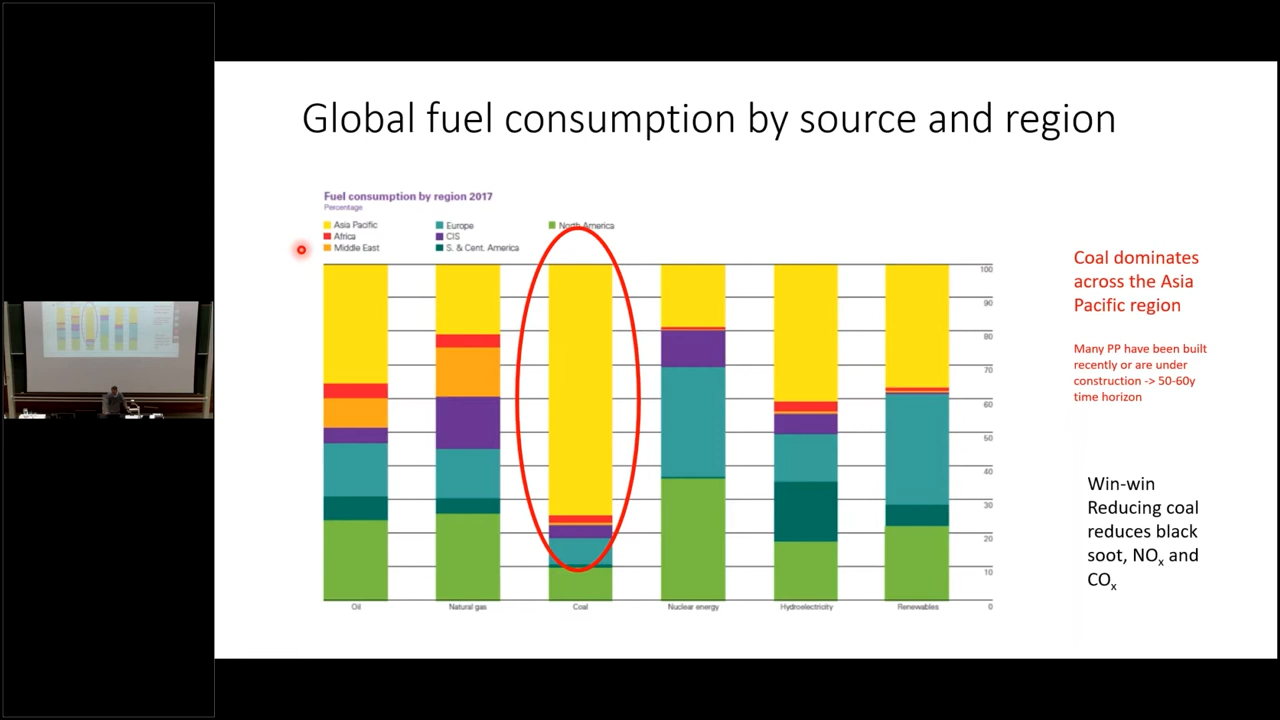 Global fuel consumption by source and region
Fuel consumption by region 2017
Percentage
Asia Pacific
Europe
North America
Africa
CIS
Middle East
S. & Cent. America
100
90
80
70
60
50
40
30
20
10
0
Oil
Natural gas
Coal
Nuclear energy
Hydroelectricity
Renewables
Coal dominates
across the Asia
Pacific region
Many PP have been built
recently or are under
construction -> 50-60y
time horizon
Win-win
Reducing coal
reduces black
soot, NOx and
COx